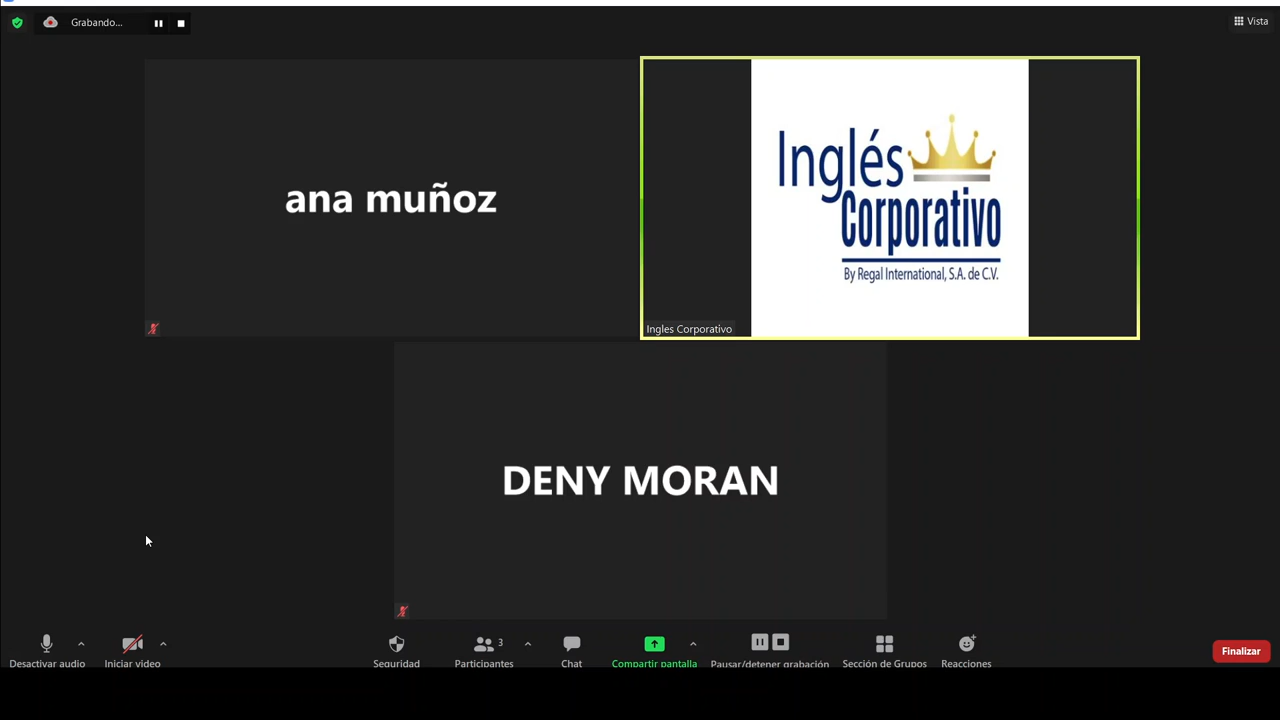 Grabando...
Vista
ana muñoz
Inglés
Corporativo
By Regal International, S.A. de C.V.
Ingles Corporativo
DENY MORAN
3
Desactivar audio
Iniciar video
Seguridad
Participantes
Chat
Compartir pantalla
Pausar/detener grabación
Sección de Grupos
Reacciones
Finalizar